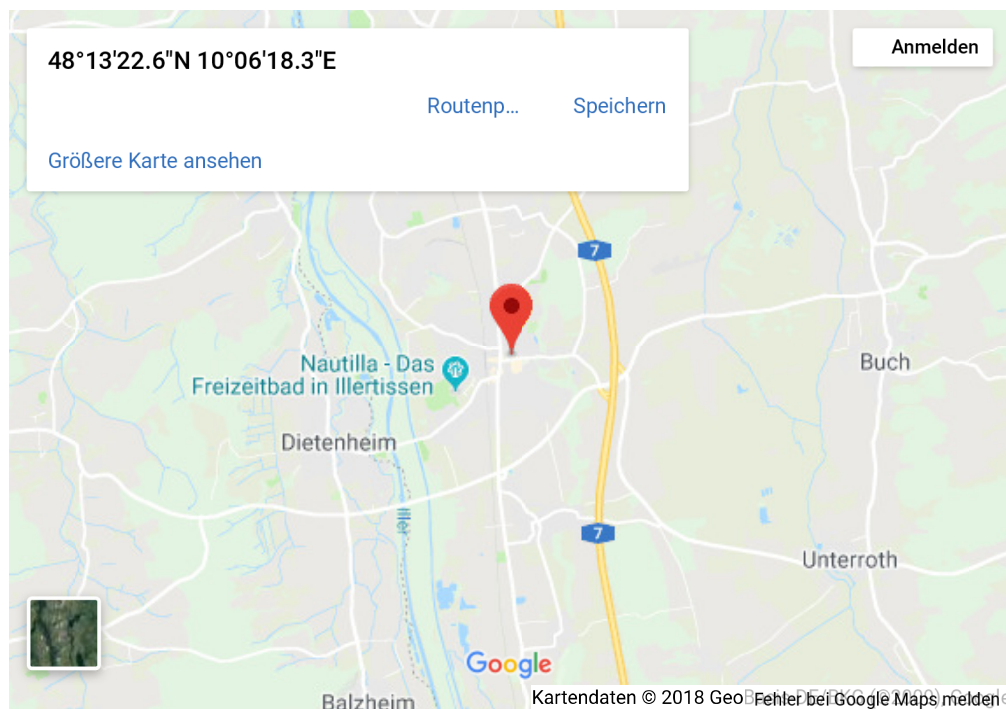 48°13'22.6"N 10°06'18.3"E
Anmelden
Routenp...
Speichern
Größere Karte ansehen
7
Nautilla - Das
Freizeitbad in Illertissen
Buch
Dietenheim
Iller
7
Unterroth
Google
Balzheim
Kartendaten © 2018 Geo
Fehler bei Google Maps melden